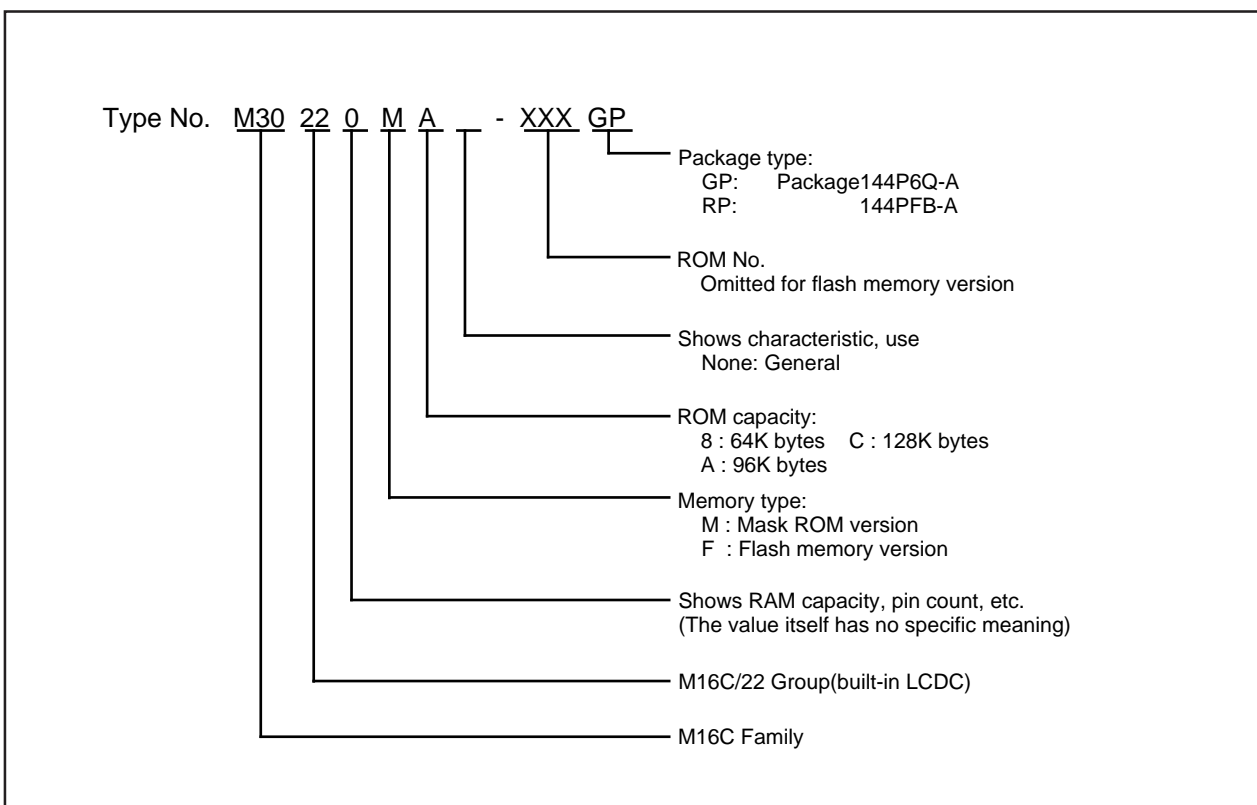 Type No. M30 22 0 M A - XXX GP
Package type:
GP: Package144P6Q-A
RP: 144PFB-A
ROM No.
Omitted for flash memory version
Shows characteristic, use
None: General
ROM capacity:
8 : 64K bytes C : 128K bytes
A : 96K bytes
Memory type:
M : Mask ROM version
F : Flash memory version
Shows RAM capacity, pin count, etc.
(The value itself has no specific meaning)
M16C/22 Group(built-in LCDC)
M16C Family